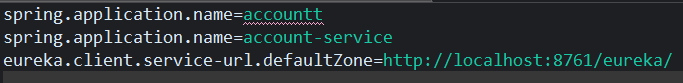 spring.application.name=accountt
spring.application.name=account-service
eureka.client.service-url.defaultZone=http://localhost:8761/eureka/